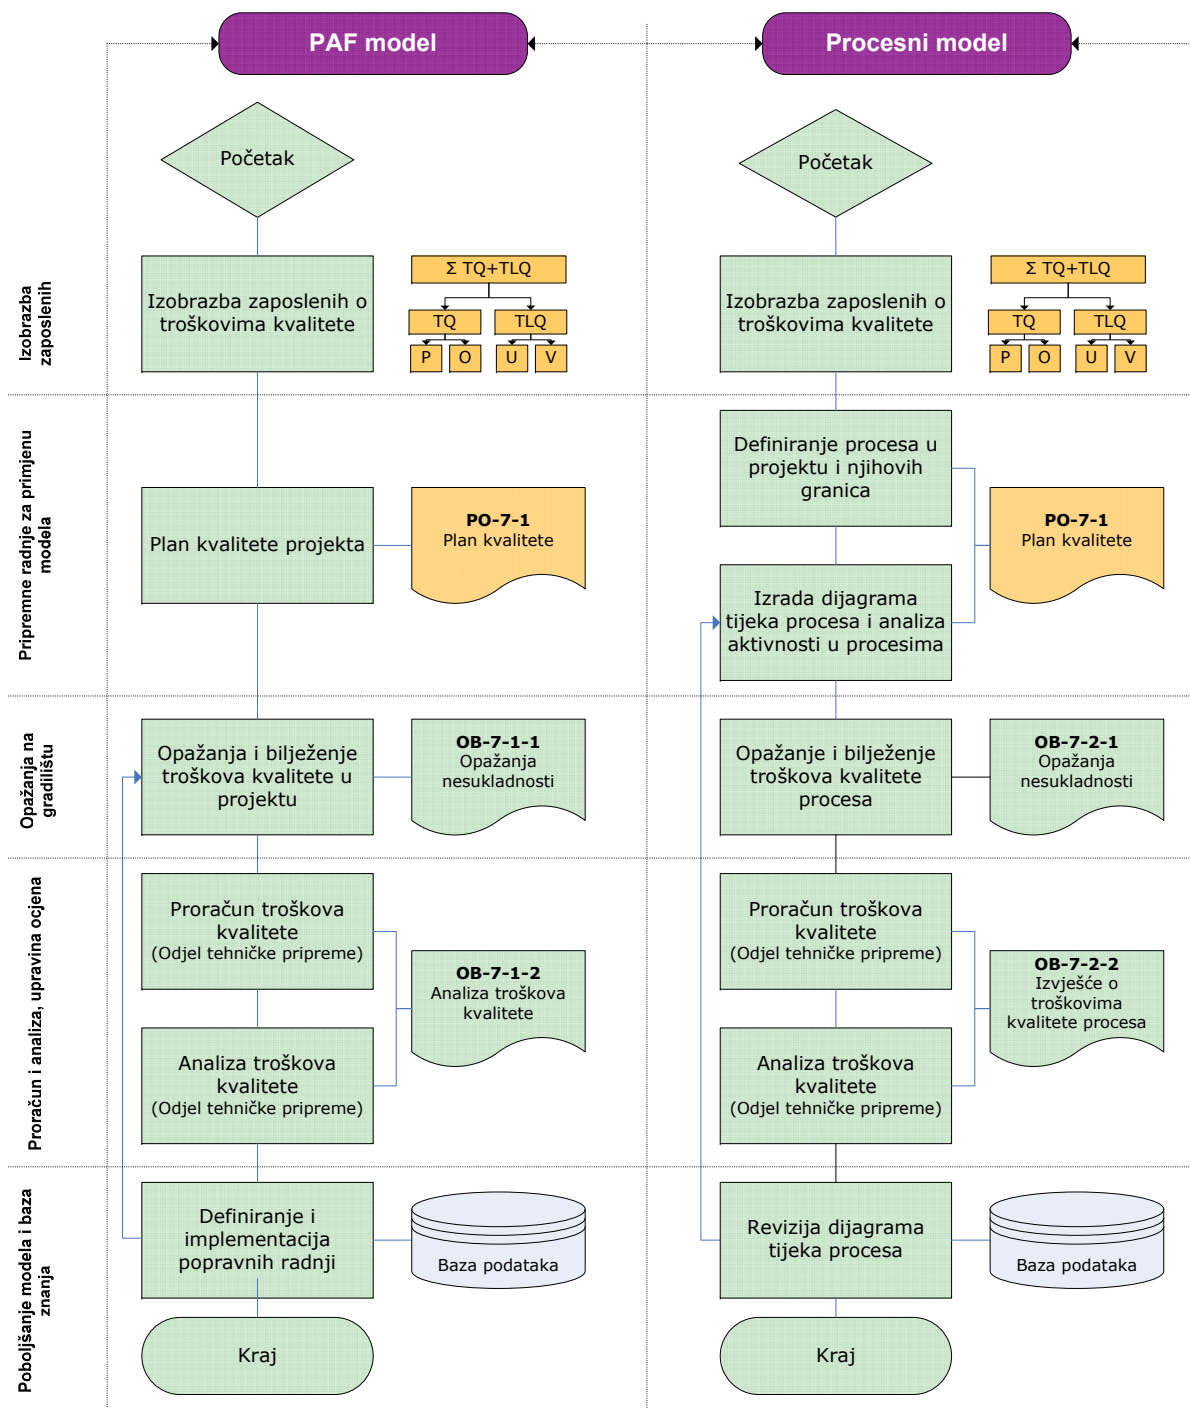 PAF model
Procesni model
Početak
Početak
Izobrazba
zaposlenih
Izobrazba zaposlenih o
troškovima kvalitete
Σ TQ+TLQ
TQ
TLQ
P
O
U
V
Izobrazba zaposlenih o
troškovima kvalitete
Σ TQ+TLQ
TQ
TLQ
P
O
U
V
Pripremne radnje za primjenu
modela
Plan kvalitete projekta
PO-7-1
Plan kvalitete
Definiranje procesa u
projektu i njihovih
granica
Izrada dijagrama
tijeka procesa i analiza
aktivnosti u procesima
PO-7-1
Plan kvalitete
Opažanja na
gradilištu
Opažanja i bilježenje
troškova kvalitete u
projektu
OB-7-1-1
Opažanja
nesukladnosti
Opažanje i bilježenje
troškova kvalitete
procesa
OB-7-2-1
Opažanja
nesukladnosti
Proračun i analiza, upravina ocjena
Proračun troškova
kvalitete
(Odjel tehničke pripreme)
Analiza troškova
kvalitete
(Odjel tehničke pripreme)
OB-7-1-2
Analiza troškova
kvalitete
Proračun troškova
kvalitete
(Odjel tehničke pripreme)
Analiza troškova
kvalitete
(Odjel tehničke pripreme)
OB-7-2-2
Izvješće o
troškovima
kvalitete procesa
Poboljšanje modela i baza
znanja
Definiranje i
implementacija
popravnih radnji
Baza podataka
Revizija dijagrama
tijeka procesa
Baza podataka
Kraj
Kraj